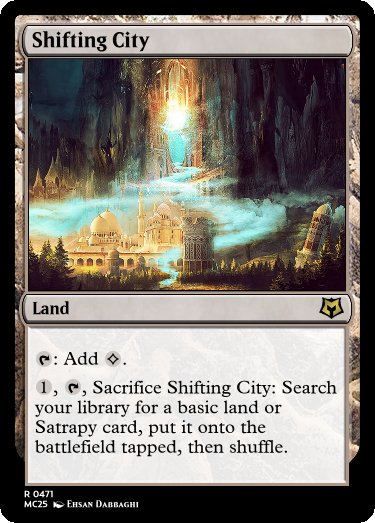 Shifting City
Land
: Add .
1, , Sacrifice Shifting City: Search
your library for a basic land or
Satrapy card, put it onto the
battlefield tapped, then shuffle.
R 0471
MC25 Ehsan Dabbaghi